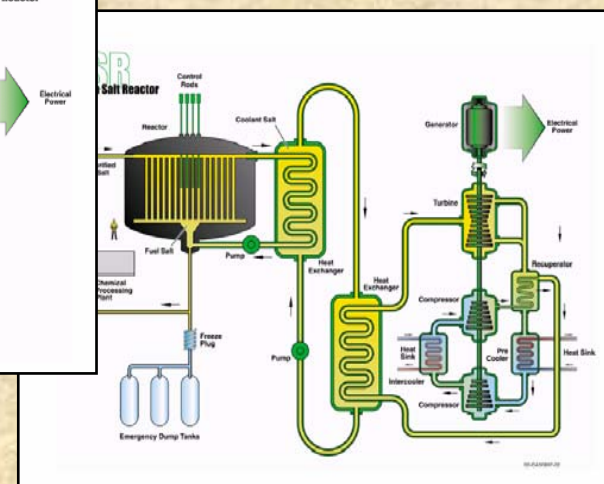 Electrical
Power
SR
Salt Reactor
Control
Rods
Reactor
Coolant Salt
Generator
Electrical
Power
Salt
Turbine
Fuel Salt
Pump
Heat
Exchanger
Chemical
Processing
Plant
Heat
Exchanger
Recuperator
Compressor
Freeze
Plug
Pump
Heat
Sink
Pre
Cooler
Heat Sink
Intercooler
Compressor
Emergency Dump Tanks